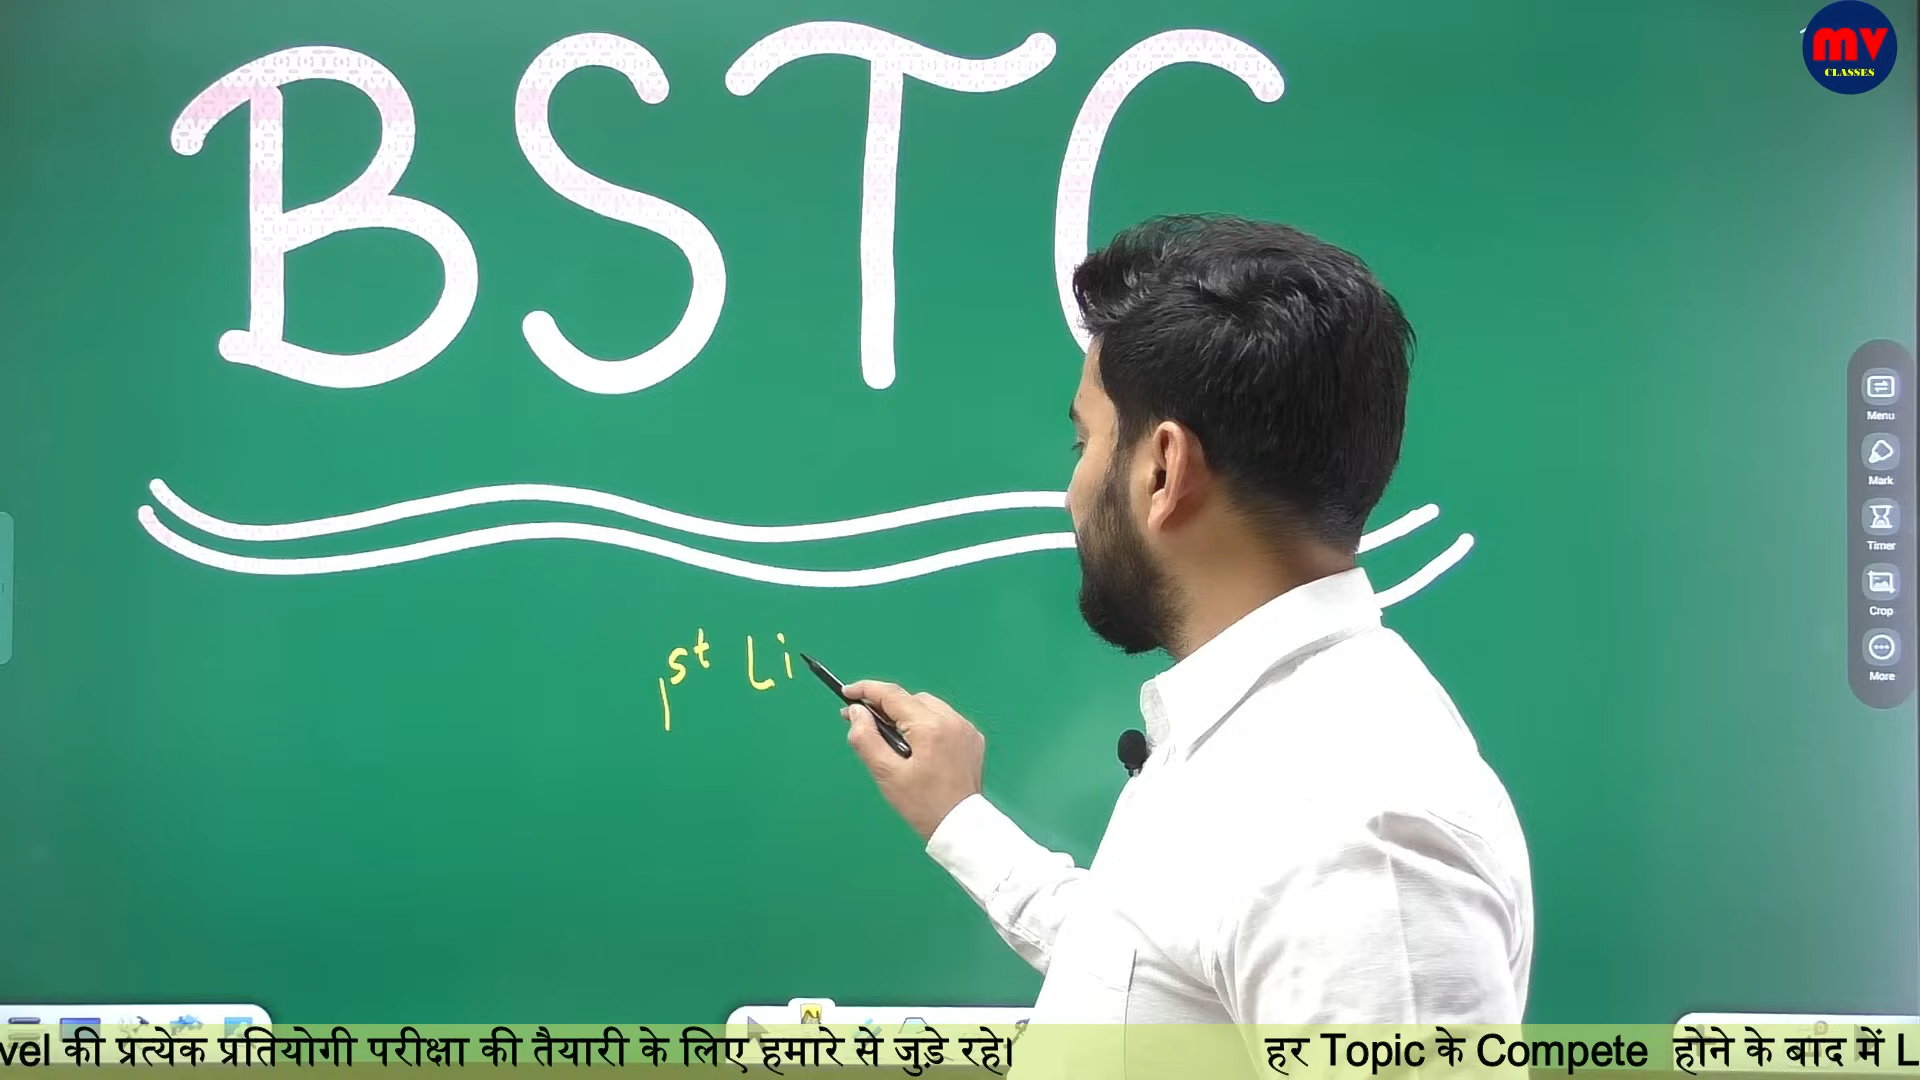 BSTC
mv
CLASSES
Menu
Mark
Timer
Crop
More
1st Li
vel की प्रत्येक प्रतियोगी परीक्षा की तैयारी के लिए हमारे से जुड़े रहे। हर Topic के Compete होने के बाद में L